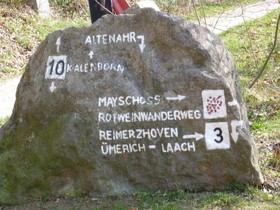 ALTENAHR
10 KALENBORN
MAYSCHOSS
ROTWEINWANDERWEG
REIMERZHOVEN
ÜMERICH - LAACH 3